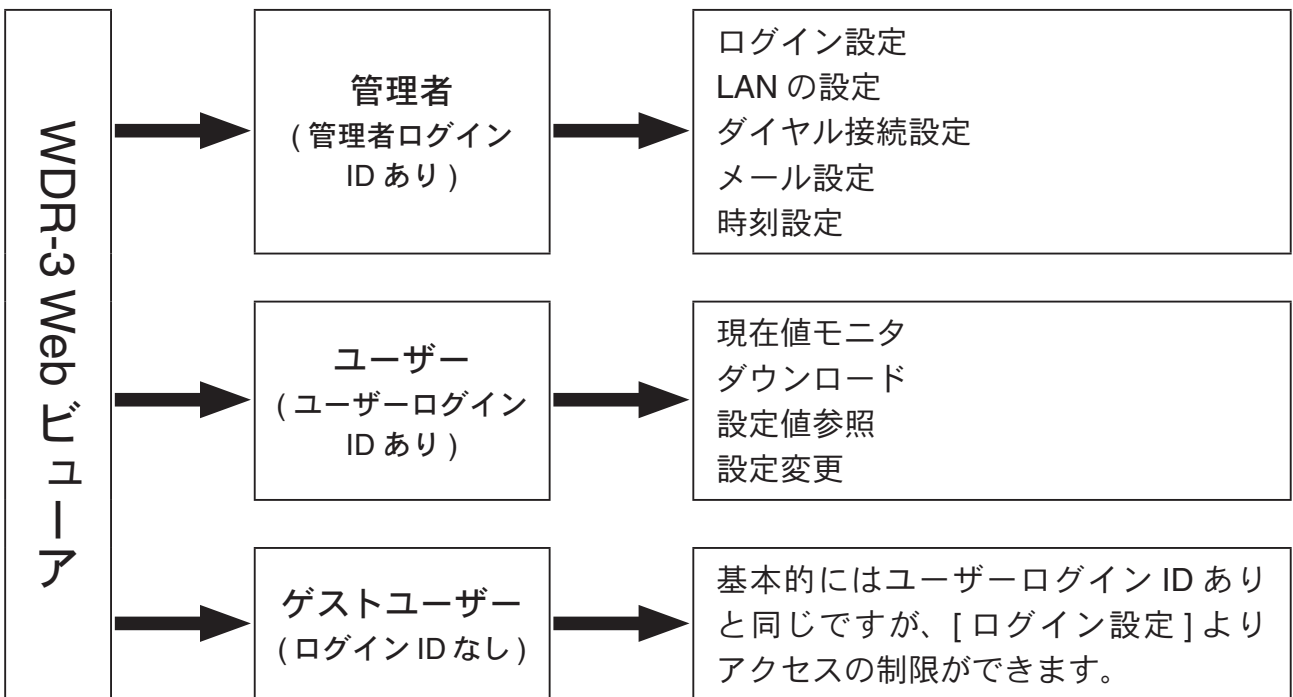 WDR-3 Web ビューア
管理者
( 管理者ログイン
ID あり )
ログイン設定
LAN の設定
ダイヤル接続設定
メール設定
時刻設定
ユーザー
( ユーザーログイン
ID あり )
現在値モニタ
ダウンロード
設定値参照
設定変更
ゲストユーザー
( ログイン ID なし )
基本的にはユーザーログイン ID あり
と同じですが、[ ログイン設定 ] より
アクセスの制限ができます。